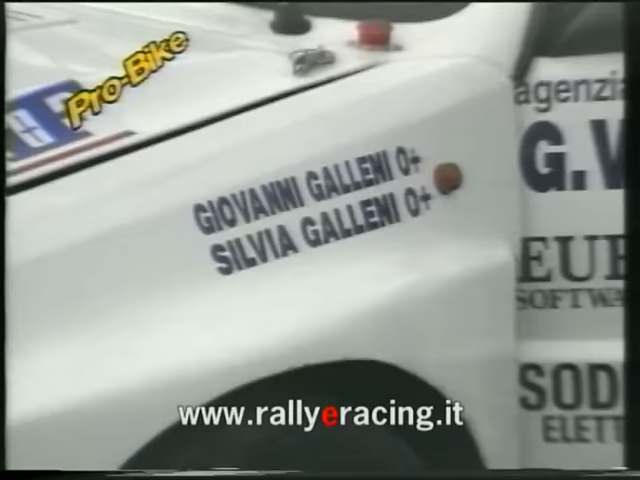 Pro-Bike
GIOVANNI GALLENI 0+
SILVIA GALLENI 0+
agenzia
G.V
EUR
SOFTWA
SOD
ELETT
www.rallyeracing.it